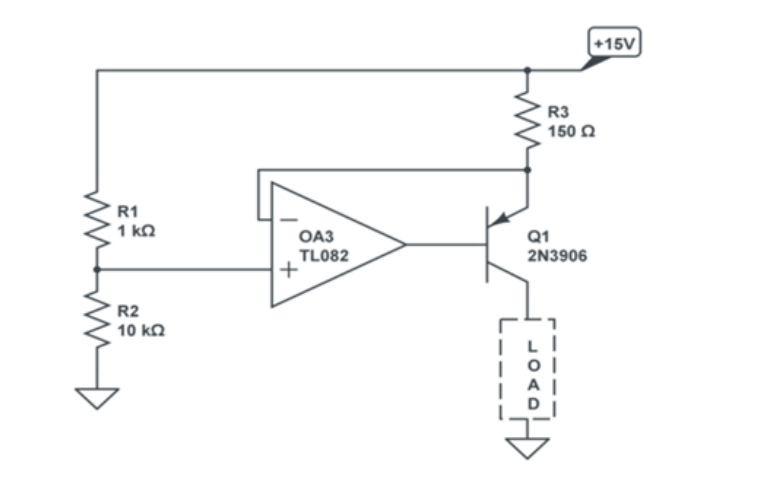 +15V
R3
150 Ω
R1
1 kΩ
−
OA3
TL082
+
Q1
2N3906
R2
10 kΩ
L
O
A
D